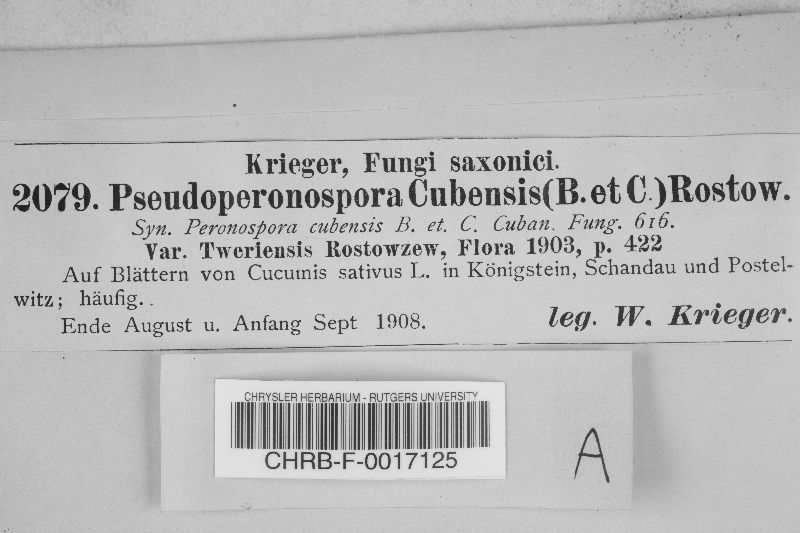 Krieger, Fungi saxonici.
2079. Pseudoperonospora Cubensis (B. et C.) Rostow.
Syn. Peronospora cubensis B. et. C. Cuban. Fung. 616.
Var. Tweriensis Rostowzew, Flora 1903, p. 422
Auf Blättern von Cucumis sativus L. in Königstein, Schandau und Postel-
witz; häufig..
Ende August u. Anfang Sept 1908.
leg. W. Krieger.
CHRYSLER HERBARIUM - RUTGERS UNIVERSITY
CHRB-F-0017125
A